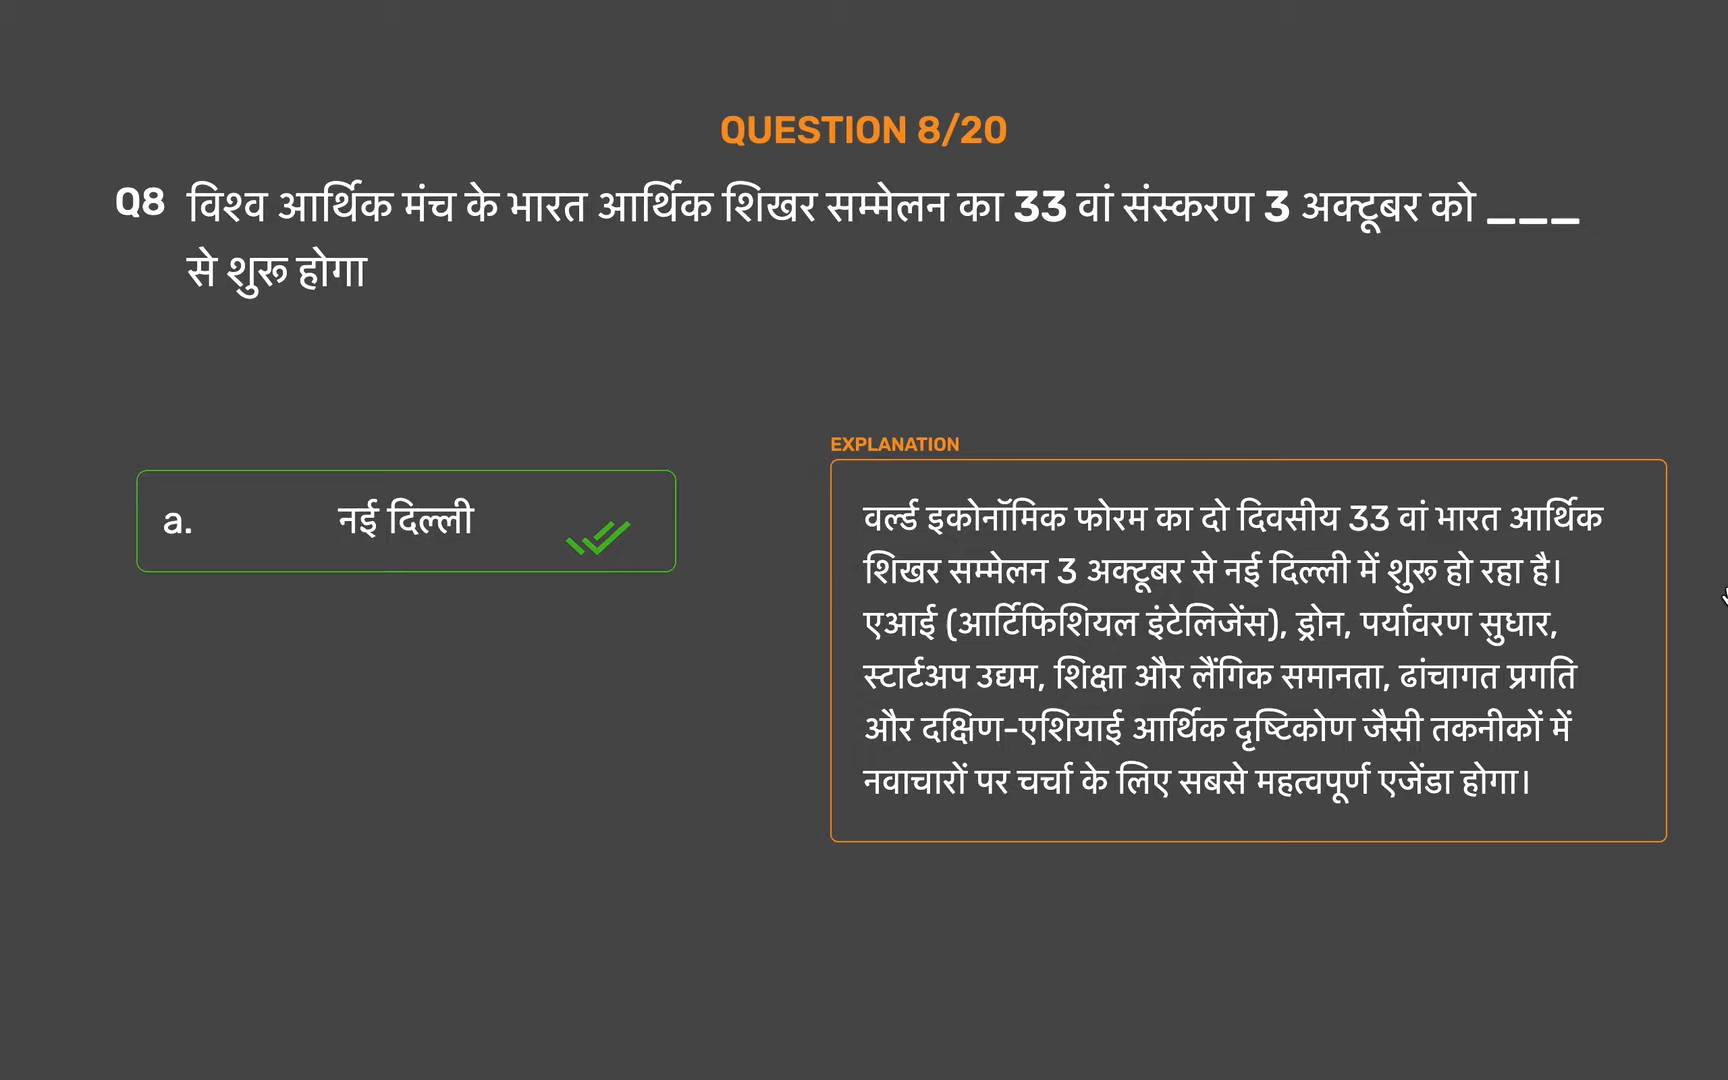 QUESTION 8/20
Q8 विश्व आर्थिक मंच के भारत आर्थिक शिखर सम्मेलन का 33 वां संस्करण 3 अक्टूबर को ___
से शुरू होगा
a. नई दिल्ली
EXPLANATION
वर्ल्ड इकोनॉमिक फोरम का दो दिवसीय 33 वां भारत आर्थिक
शिखर सम्मेलन 3 अक्टूबर से नई दिल्ली में शुरू हो रहा है।
एआई (आर्टिफिशियल इंटेलिजेंस), ड्रोन, पर्यावरण सुधार,
स्टार्टअप उद्यम, शिक्षा और लैंगिक समानता, ढांचागत प्रगति
और दक्षिण-एशियाई आर्थिक दृष्टिकोण जैसी तकनीकों में
नवाचारों पर चर्चा के लिए सबसे महत्वपूर्ण एजेंडा होगा।